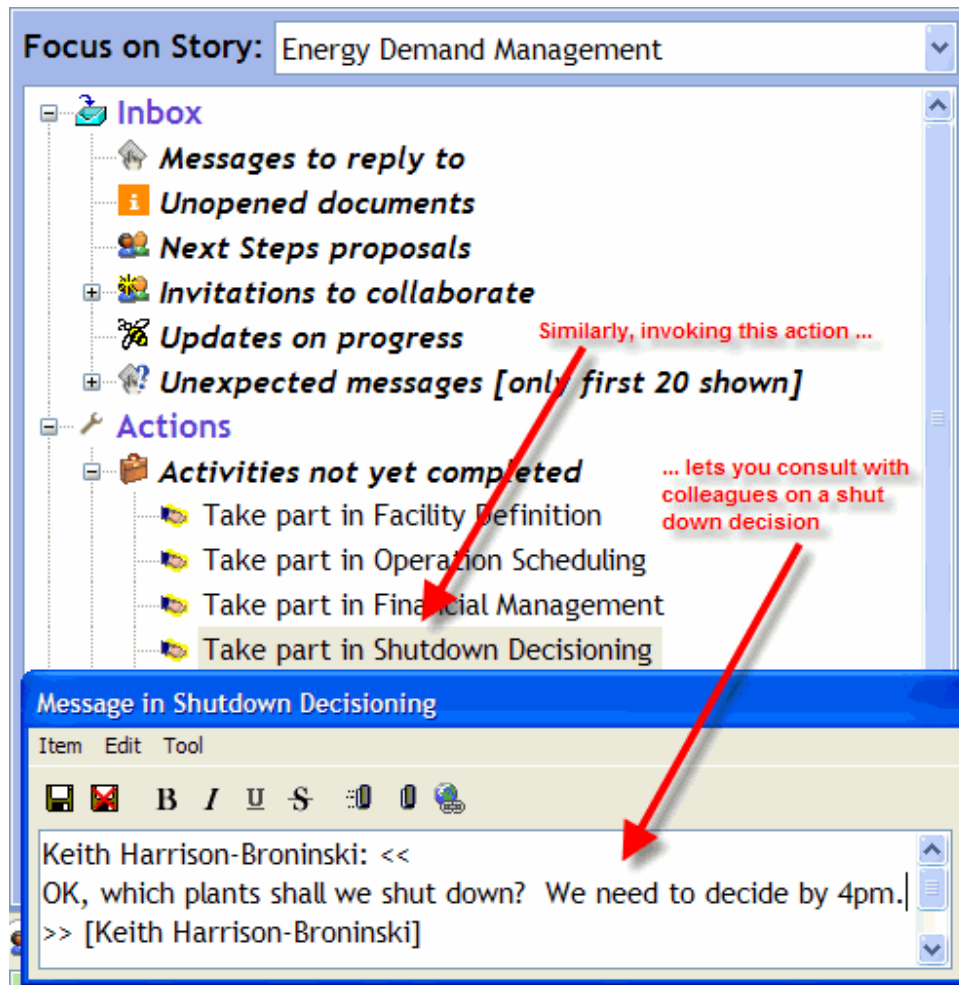 Focus on Story: Energy Demand Management
Inbox
Messages to reply to
Unopened documents
Next Steps proposals
Invitations to collaborate
Updates on progress
Similarly, invoking this action ...
Unexpected messages [only first 20 shown]
Actions
Activities not yet completed
... lets you consult with
colleagues on a shut
down decision
Take part in Facility Definition
Take part in Operation Scheduling
Take part in Financial Management
Take part in Shutdown Decisioning
Message in Shutdown Decisioning
Item Edit Tool
B I U S
Keith Harrison-Broninski: <<
OK, which plants shall we shut down? We need to decide by 4pm.
>> [Keith Harrison-Broninski]